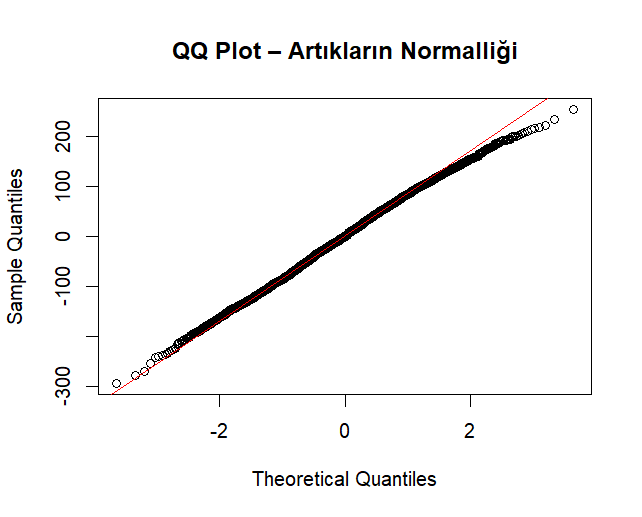 QQ Plot – Artıkların Normalliği
Sample Quantiles
200
100
0
-100
-300
-2
0
2
Theoretical Quantiles